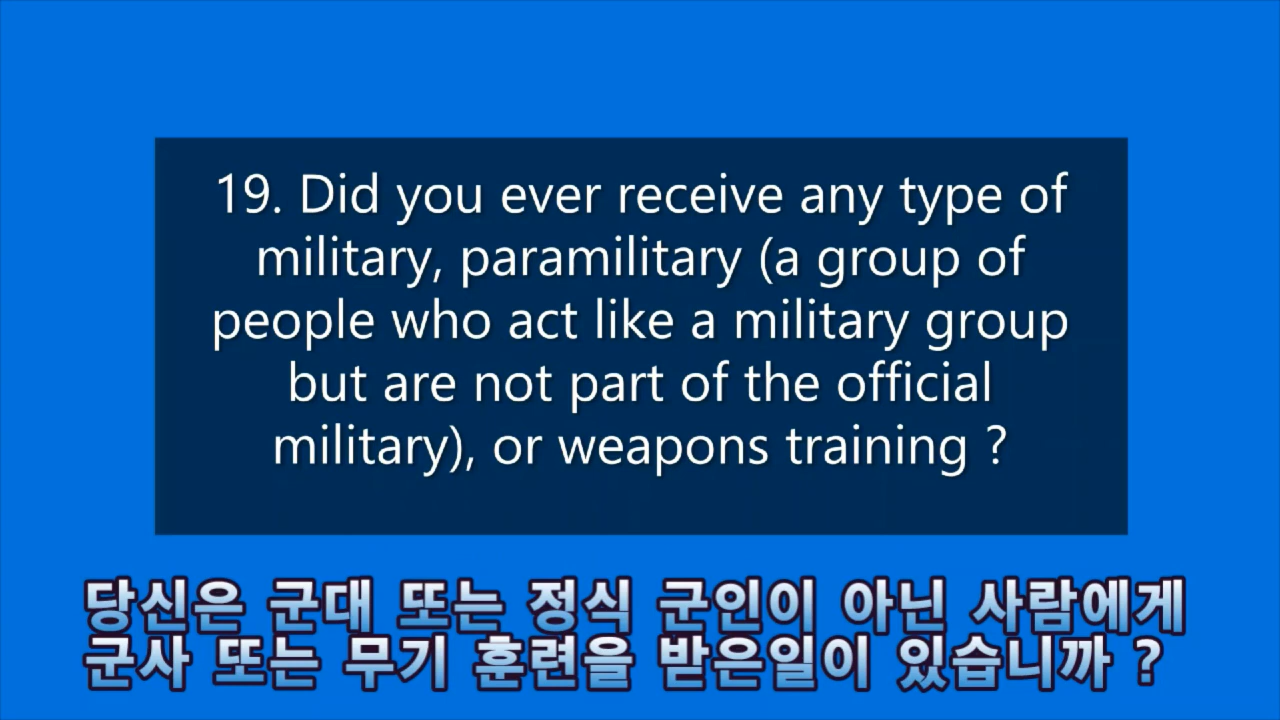 19. Did you ever receive any type of
military, paramilitary (a group of
people who act like a military group
but are not part of the official
military), or weapons training ?
당신은 군대 또는 정식 군인이 아닌 사람에게
군사 또는 무기 훈련을 받은일이 있습니까 ?